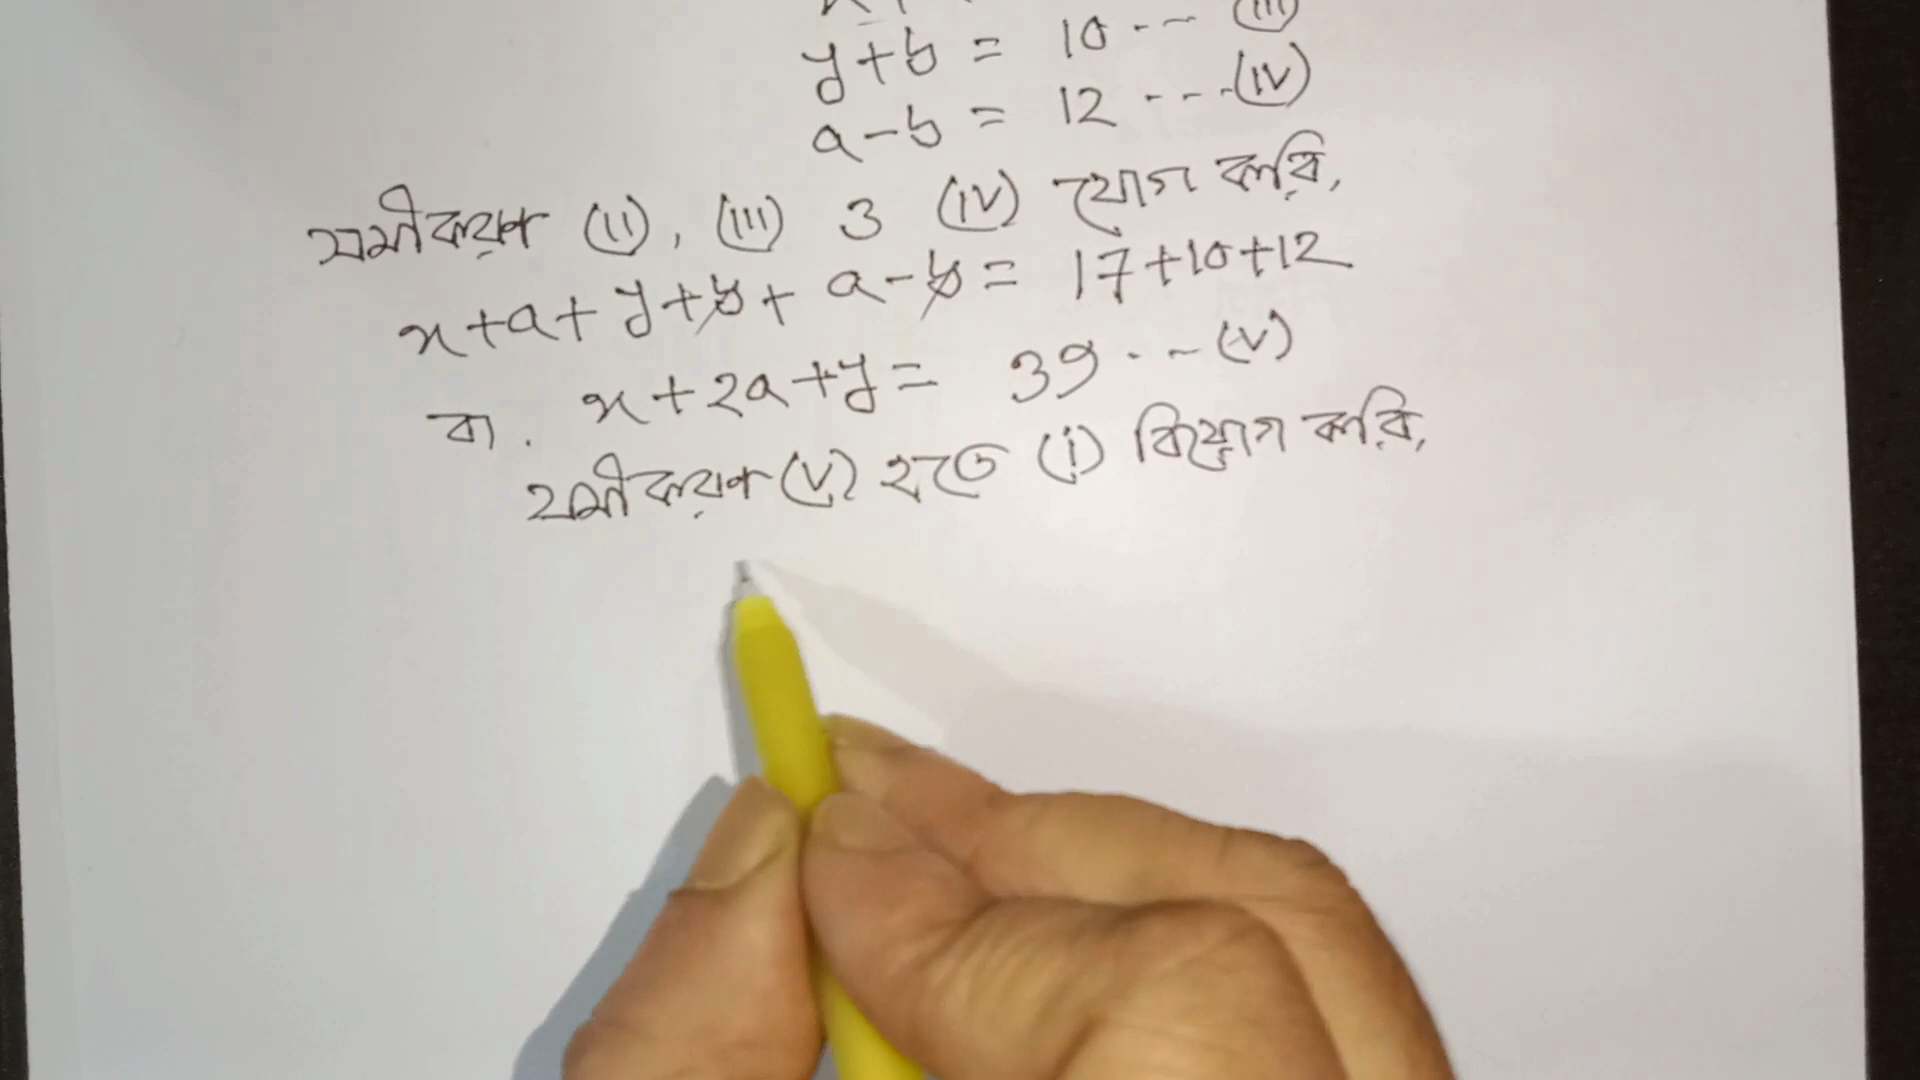 y+b = 10 --- (iii)
a-b = 12 --- (iv)
সমীকরণ (ii), (iii) ও (iv) যোগ করি,
x+a+y+b+a-b = 17+10+12
বা, x+2a+y = 39 --- (v)
সমীকরণ (v) হতে (i) বিয়োগ করি,